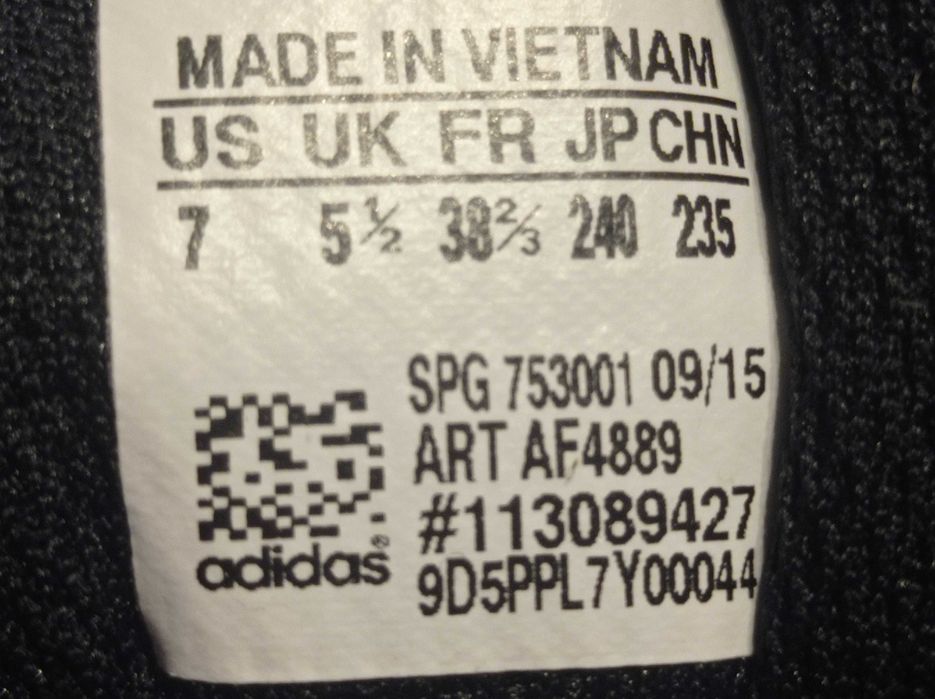 MADE IN VIETNAM
US UK FR JP CHN
7 5½ 38⅔ 240 235
SPG 753001 09/15
ART AF4889
#113089427
9D5PPL7Y00044
adidas®